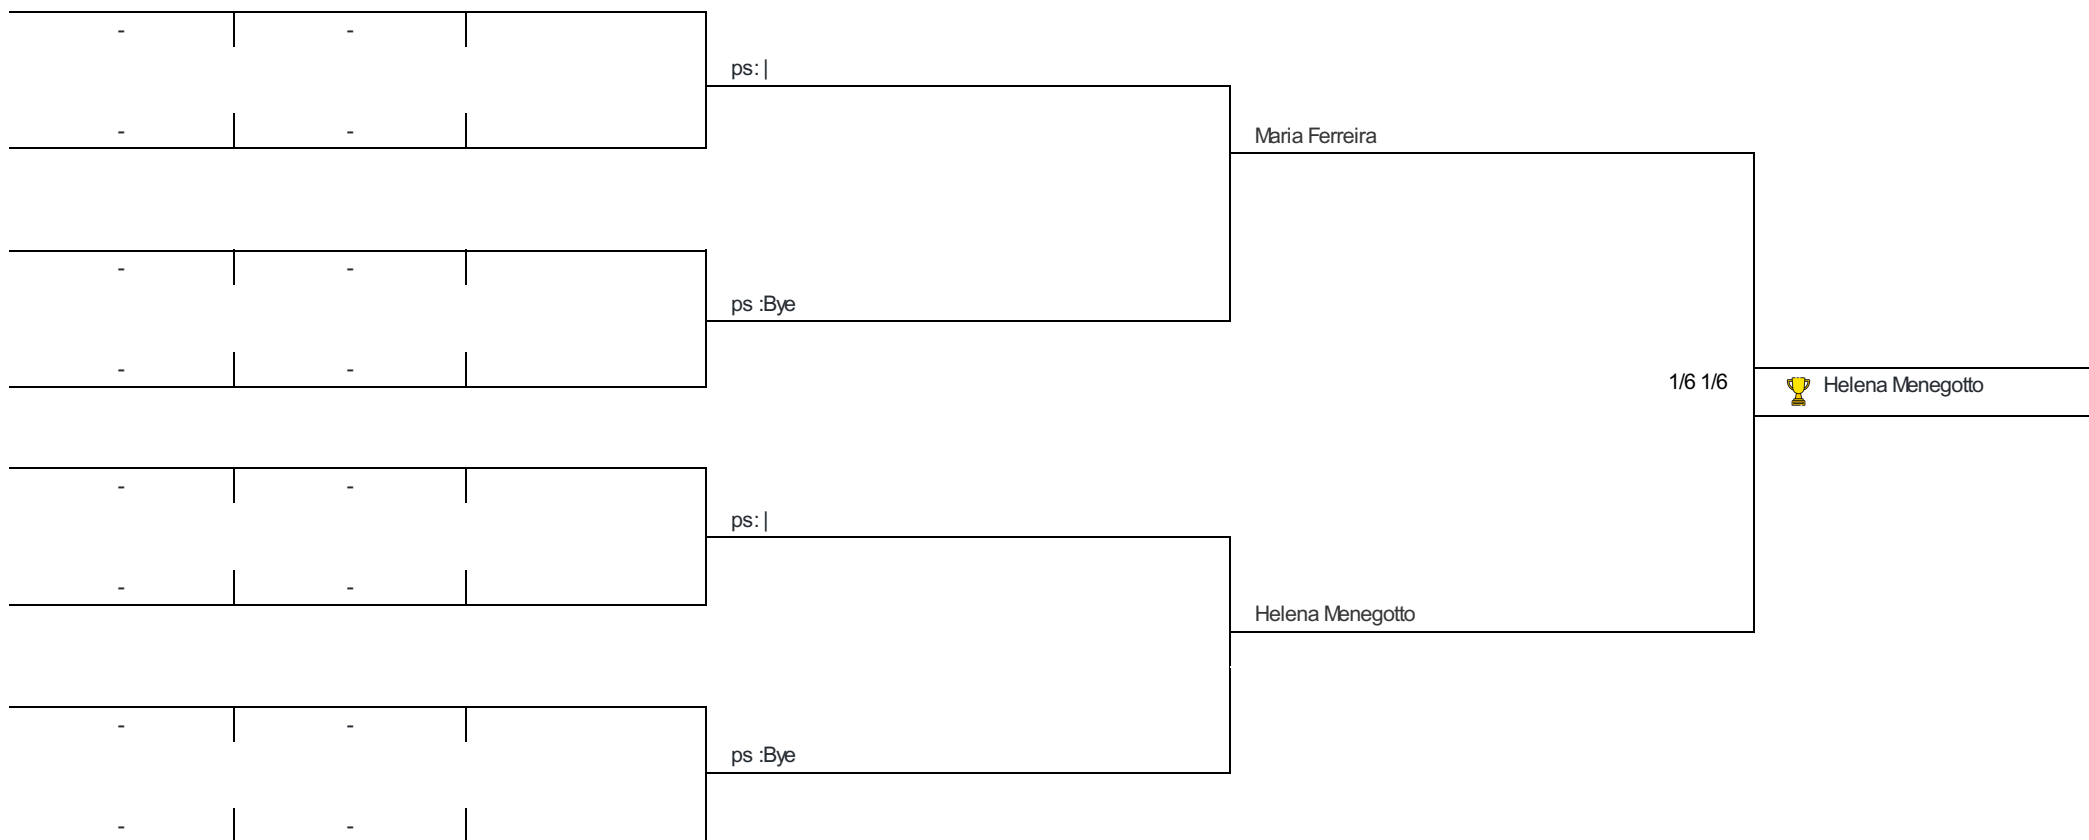 - -
ps: |
- -
Maria Ferreira
- -
ps :Bye
- -
1/6 1/6
Helena Menegotto
- -
ps: |
- -
Helena Menegotto
- -
ps :Bye
- -